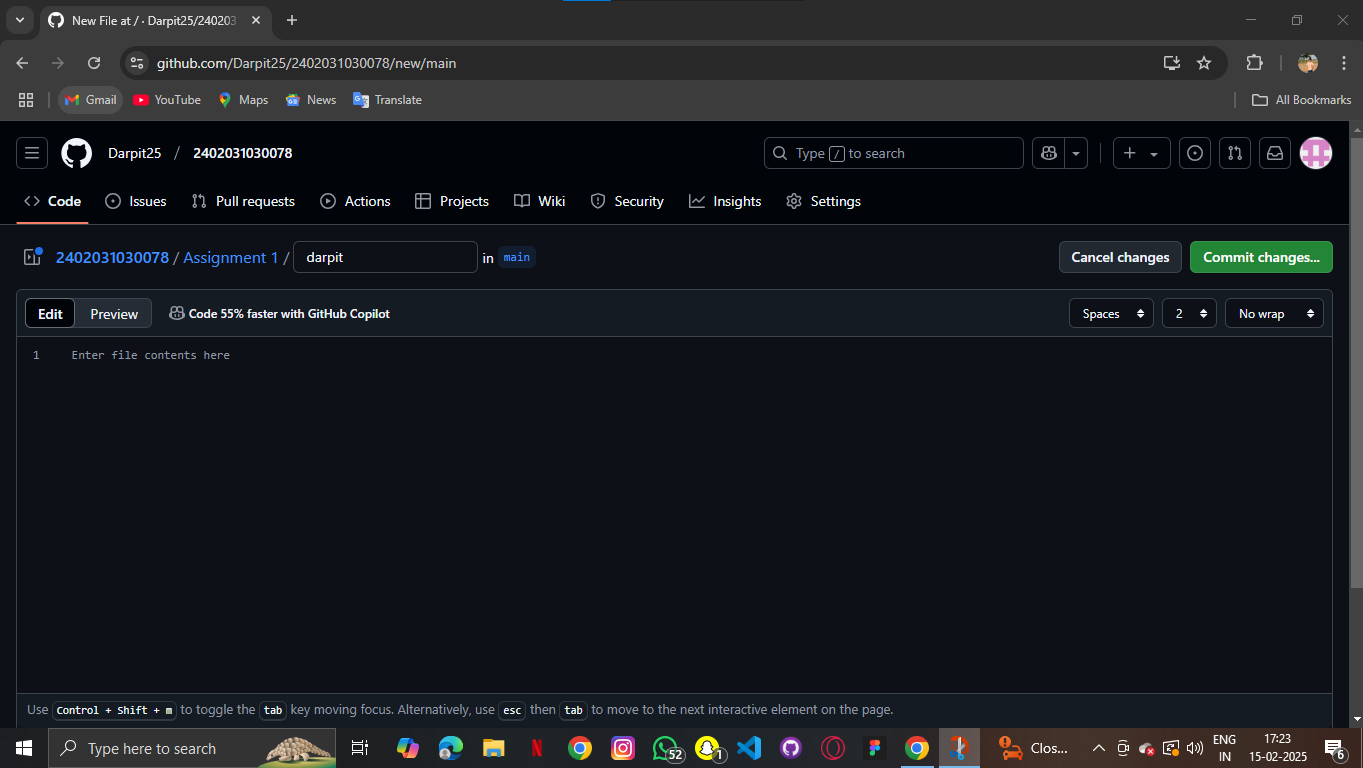 New File at / · Darpit25/240203
github.com/Darpit25/2402031030078/new/main
Gmail YouTube Maps News Translate All Bookmarks
Darpit25 / 2402031030078 Type / to search
Code Issues Pull requests Actions Projects Wiki Security Insights Settings
2402031030078 / Assignment 1 / darpit in main Cancel changes Commit changes...
Edit Preview Code 55% faster with GitHub Copilot Spaces 2 No wrap
1 Enter file contents here
Use Control + Shift + m to toggle the tab key moving focus. Alternatively, use esc then tab to move to the next interactive element on the page.
Type here to search 52 1 Clos... ENG 17:23
IN 15-02-2025 6